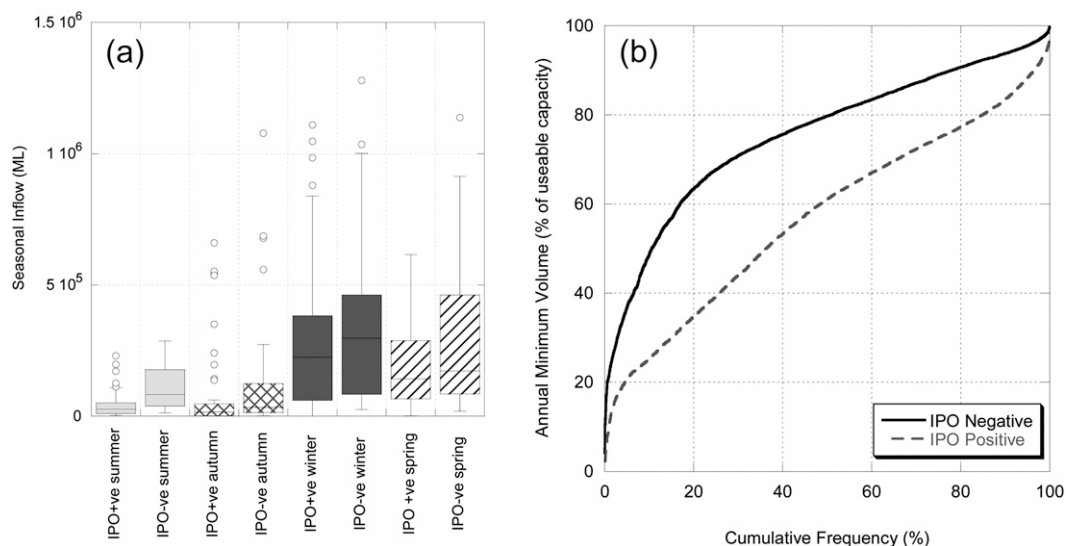 (a)
Seasonal Inflow (ML)
1.5 10⁶
1 10⁶
5 10⁵
0
IPO+ve summer
IPO-ve summer
IPO+ve autumn
IPO-ve autumn
IPO+ve winter
IPO-ve winter
IPO +ve spring
IPO-ve spring
(b)
Annual Minimum Volume (% of useable capacity)
100
80
60
40
20
0
IPO Negative
IPO Positive
0 20 40 60 80 100
Cumulative Frequency (%)